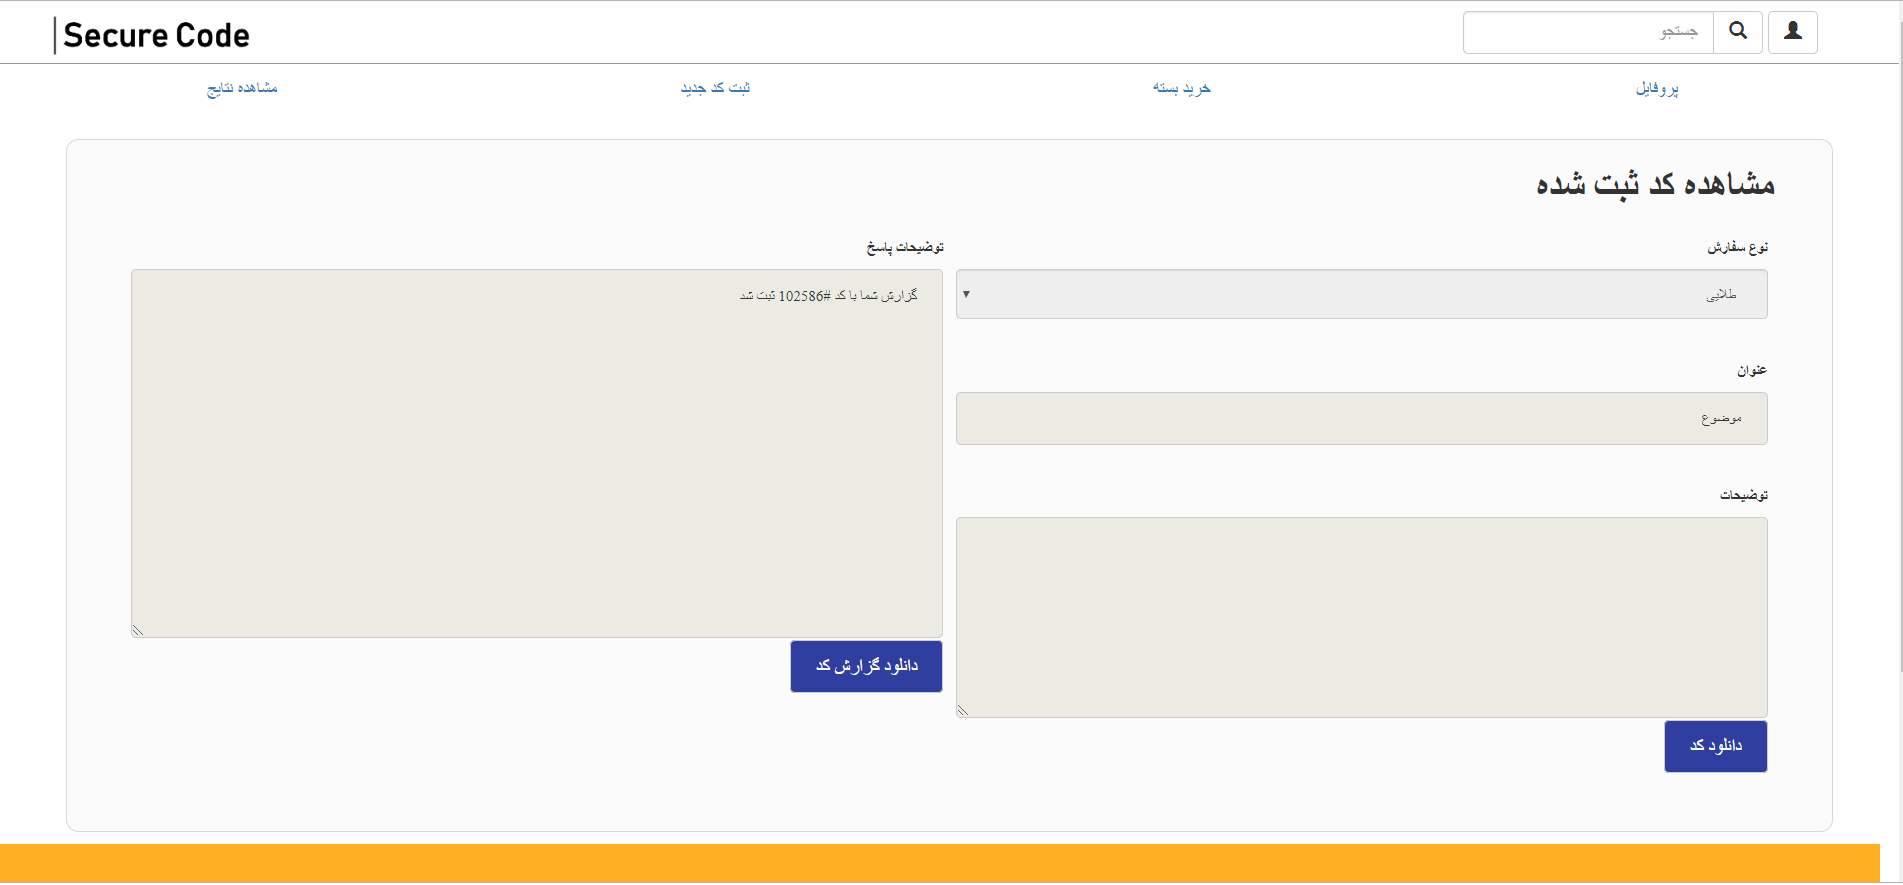 Secure Code
جستجو
پروفایل
خرید بسته
ثبت کد جدید
مشاهده نتایج
مشاهده کد ثبت شده
نوع سفارش
طلایی
عنوان
موضوع
توضیحات
دانلود کد
توضیحات پاسخ
گزارش شما با کد #102586 ثبت شد
دانلود گزارش کد